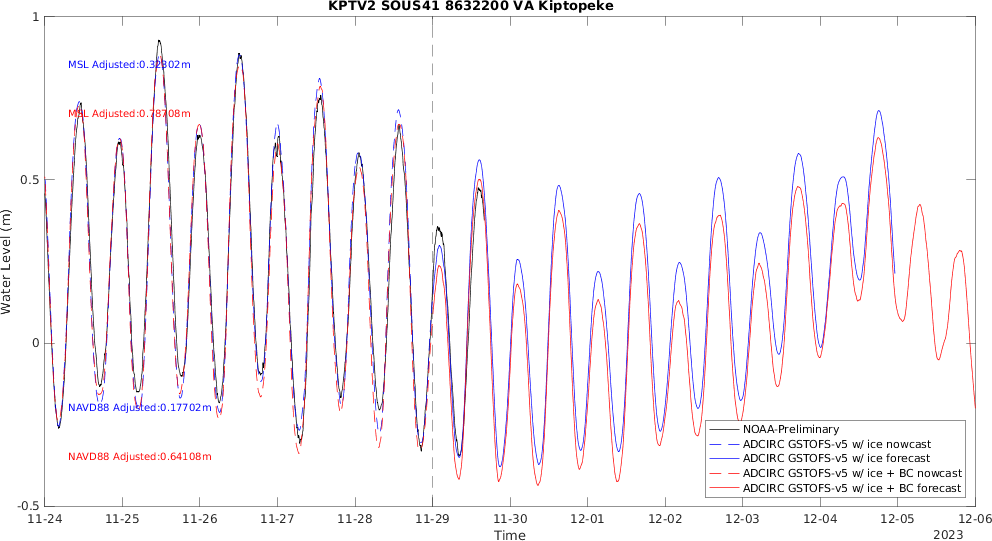 KPTV2 SOUS41 8632200 VA Kiptopeke
1
MSL Adjusted:0.32302m
MSL Adjusted:0.78708m
0.5
Water Level (m)
0
NAVD88 Adjusted:0.17702m
NAVD88 Adjusted:0.64108m
NOAA-Preliminary
ADCIRC GSTOFS-v5 w/ ice nowcast
ADCIRC GSTOFS-v5 w/ ice forecast
ADCIRC GSTOFS-v5 w/ ice + BC nowcast
ADCIRC GSTOFS-v5 w/ ice + BC forecast
-0.5
11-24 11-25 11-26 11-27 11-28 11-29 11-30 12-01 12-02 12-03 12-04 12-05 12-06
Time
2023